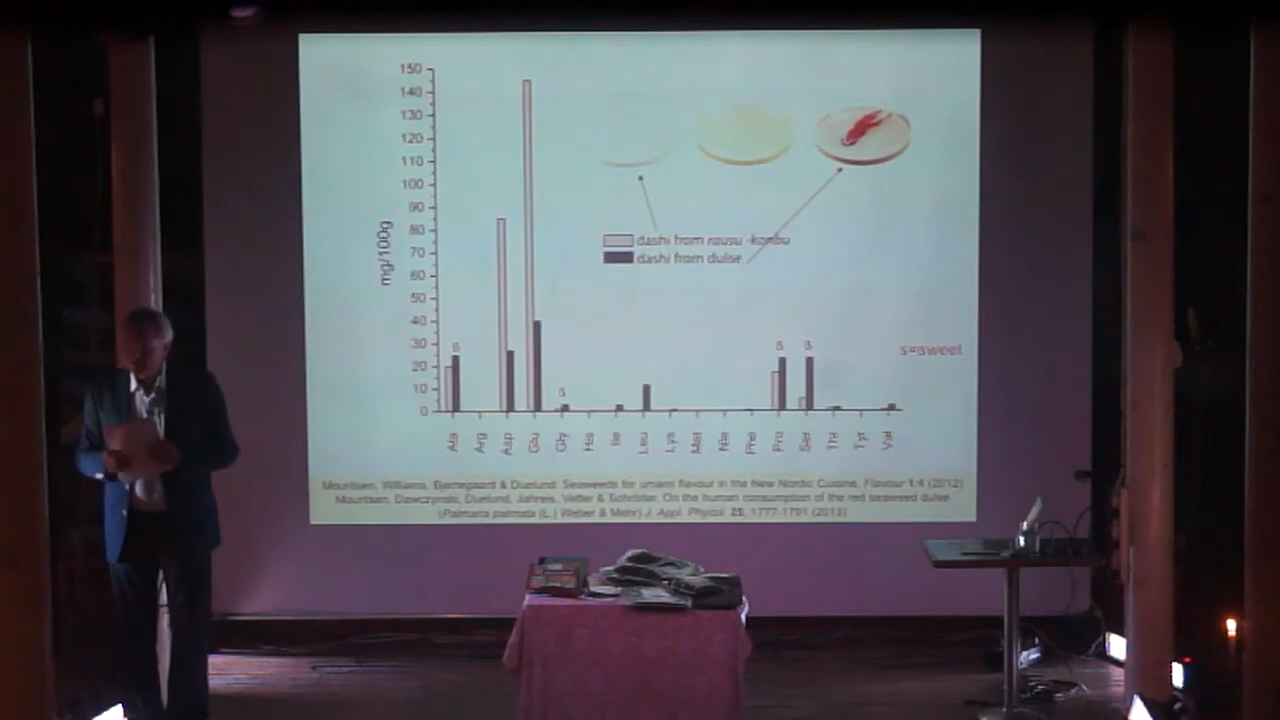 150
140
130
120
110
100
90
80
70
60
50
40
30
20
10
0
mg/100g
dashi from rausu -konbu
dashi from dulse
s=sweet
s
s
s
s
Ala
Arg
Asp
Glu
Gly
His
Ile
Leu
Lys
Met
Phe
Pro
Ser
Thr
Tyr
Val
Mouritsen, Williams, Bjerregaard & Duelund: Seaweeds for umami flavour in the New Nordic Cuisine, Flavour 1:4 (2012)
Mouritsen, Dawczynski, Duelund, Jahreis, Vetter & Schröder: On the human consumption of the red seaweed dulse
(Palmaria palmata (L.) Weber & Mohr) J. Appl. Phycol. 25, 1777-1791 (2013)